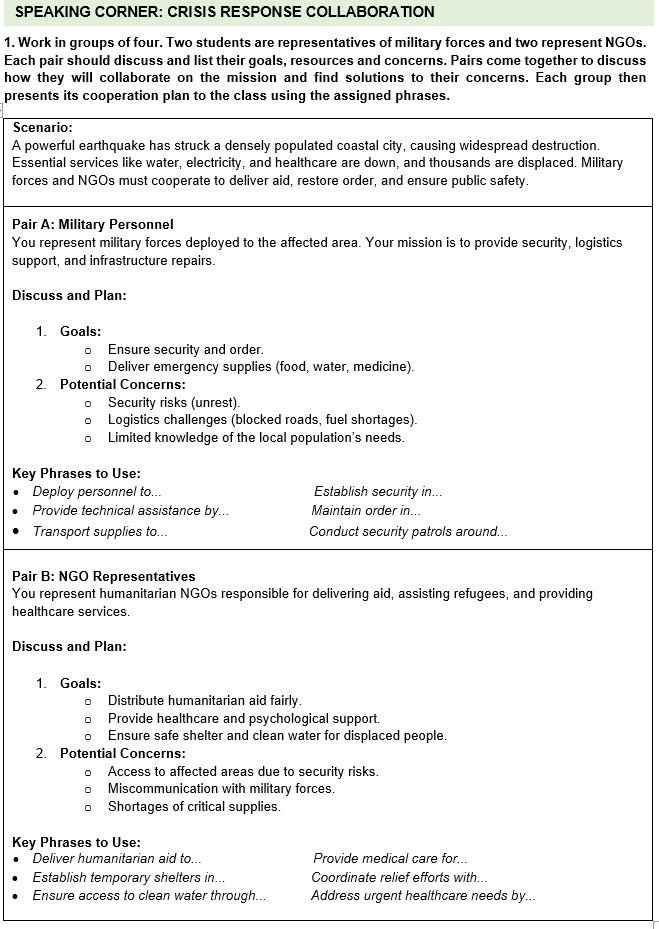 SPEAKING CORNER: CRISIS RESPONSE COLLABORATION
1. Work in groups of four. Two students are representatives of military forces and two represent NGOs.
Each pair should discuss and list their goals, resources and concerns. Pairs come together to discuss
how they will collaborate on the mission and find solutions to their concerns. Each group then
presents its cooperation plan to the class using the assigned phrases.
Scenario:
A powerful earthquake has struck a densely populated coastal city, causing widespread destruction.
Essential services like water, electricity, and healthcare are down, and thousands are displaced. Military
forces and NGOs must cooperate to deliver aid, restore order, and ensure public safety.
Pair A: Military Personnel
You represent military forces deployed to the affected area. Your mission is to provide security, logistics
support, and infrastructure repairs.
Discuss and Plan:
1. Goals:
o Ensure security and order.
o Deliver emergency supplies (food, water, medicine).
2. Potential Concerns:
o Security risks (unrest).
o Logistics challenges (blocked roads, fuel shortages).
o Limited knowledge of the local population's needs.
Key Phrases to Use:
• Deploy personnel to... Establish security in...
• Provide technical assistance by... Maintain order in...
• Transport supplies to... Conduct security patrols around...
Pair B: NGO Representatives
You represent humanitarian NGOs responsible for delivering aid, assisting refugees, and providing
healthcare services.
Discuss and Plan:
1. Goals:
o Distribute humanitarian aid fairly.
o Provide healthcare and psychological support.
o Ensure safe shelter and clean water for displaced people.
2. Potential Concerns:
o Access to affected areas due to security risks.
o Miscommunication with military forces.
o Shortages of critical supplies.
Key Phrases to Use:
• Deliver humanitarian aid to... Provide medical care for...
• Establish temporary shelters in... Coordinate relief efforts with...
• Ensure access to clean water through... Address urgent healthcare needs by...